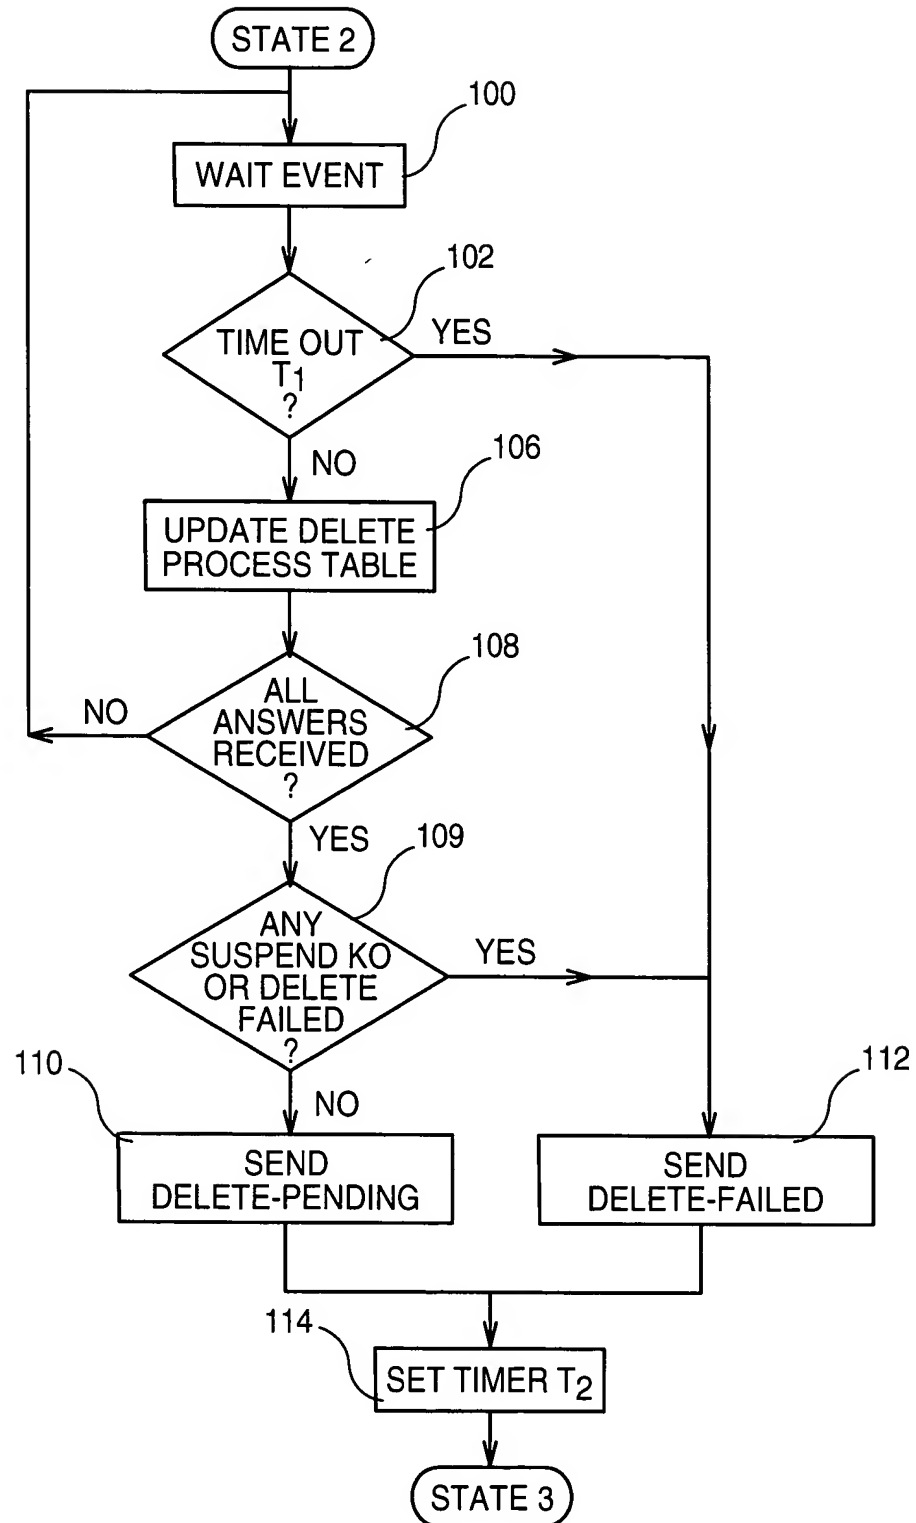 STATE 2
100
WAIT EVENT
102
TIME OUT
T1
?
YES
NO
106
UPDATE DELETE
PROCESS TABLE
108
ALL
ANSWERS
RECEIVED
?
NO
YES
109
ANY
SUSPEND KO
OR DELETE
FAILED
?
YES
NO
110
SEND
DELETE-PENDING
112
SEND
DELETE-FAILED
114
SET TIMER T2
STATE 3